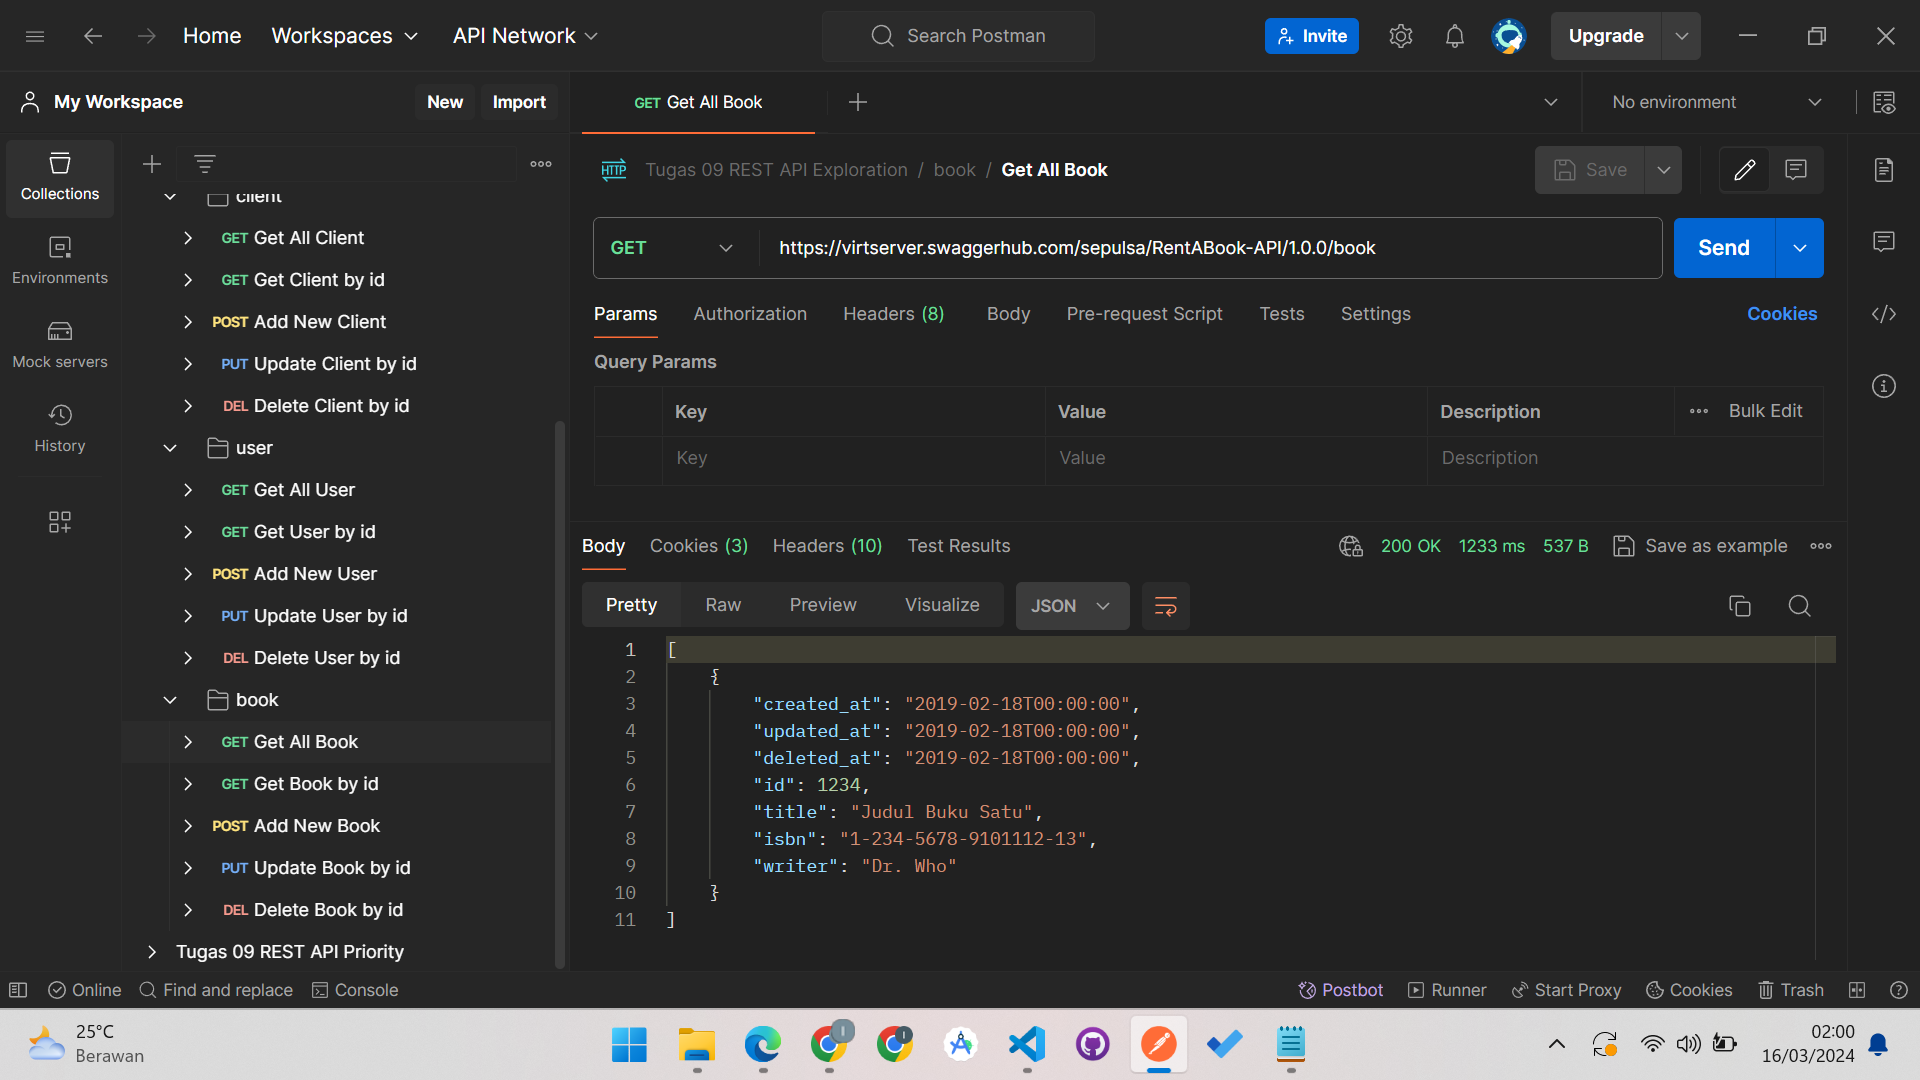 Home
Workspaces
API Network
Search Postman
Invite
Upgrade
My Workspace
New
Import
GET Get All Book
No environment
Collections
Environments
Mock servers
History
client
GET Get All Client
GET Get Client by id
POST Add New Client
PUT Update Client by id
DEL Delete Client by id
user
GET Get All User
GET Get User by id
POST Add New User
PUT Update User by id
DEL Delete User by id
book
GET Get All Book
GET Get Book by id
POST Add New Book
PUT Update Book by id
DEL Delete Book by id
Tugas 09 REST API Priority
HTTP Tugas 09 REST API Exploration / book / Get All Book
Save
GET
https://virtserver.swaggerhub.com/sepulsa/RentABook-API/1.0.0/book
Send
Params
Authorization
Headers (8)
Body
Pre-request Script
Tests
Settings
Cookies
Query Params
Key
Value
Description
Bulk Edit
Key
Value
Description
Body
Cookies (3)
Headers (10)
Test Results
200 OK
1233 ms
537 B
Save as example
Pretty
Raw
Preview
Visualize
JSON
1 [
2 {
3 "created_at": "2019-02-18T00:00:00",
4 "updated_at": "2019-02-18T00:00:00",
5 "deleted_at": "2019-02-18T00:00:00",
6 "id": 1234,
7 "title": "Judul Buku Satu",
8 "isbn": "1-234-5678-9101112-13",
9 "writer": "Dr. Who"
10 }
11 ]
Online
Find and replace
Console
Postbot
Runner
Start Proxy
Cookies
Trash
25°C
Berawan
02:00
16/03/2024